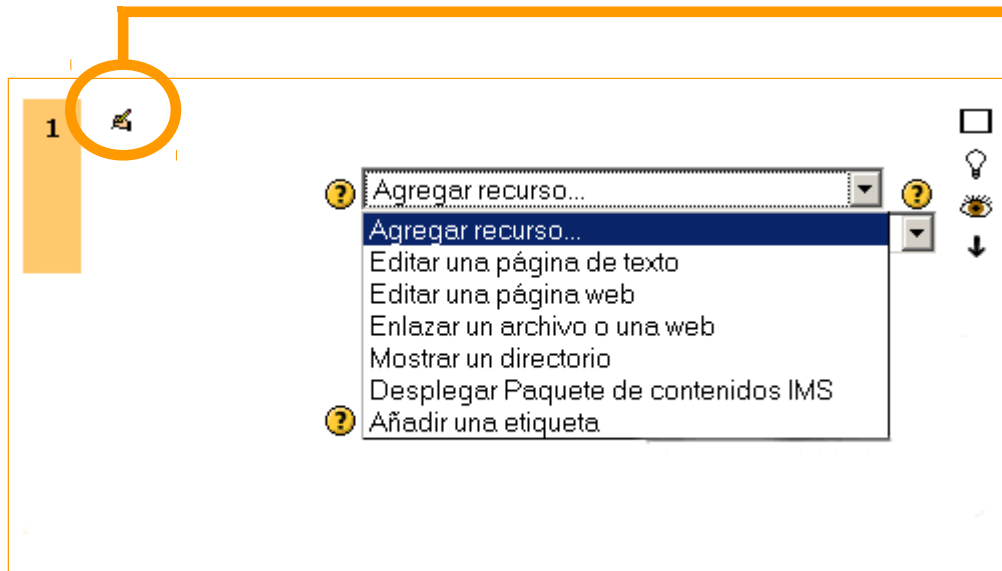 1
Agregar recurso...
Agregar recurso...
Editar una página de texto
Editar una página web
Enlazar un archivo o una web
Mostrar un directorio
Desplegar Paquete de contenidos IMS
Añadir una etiqueta